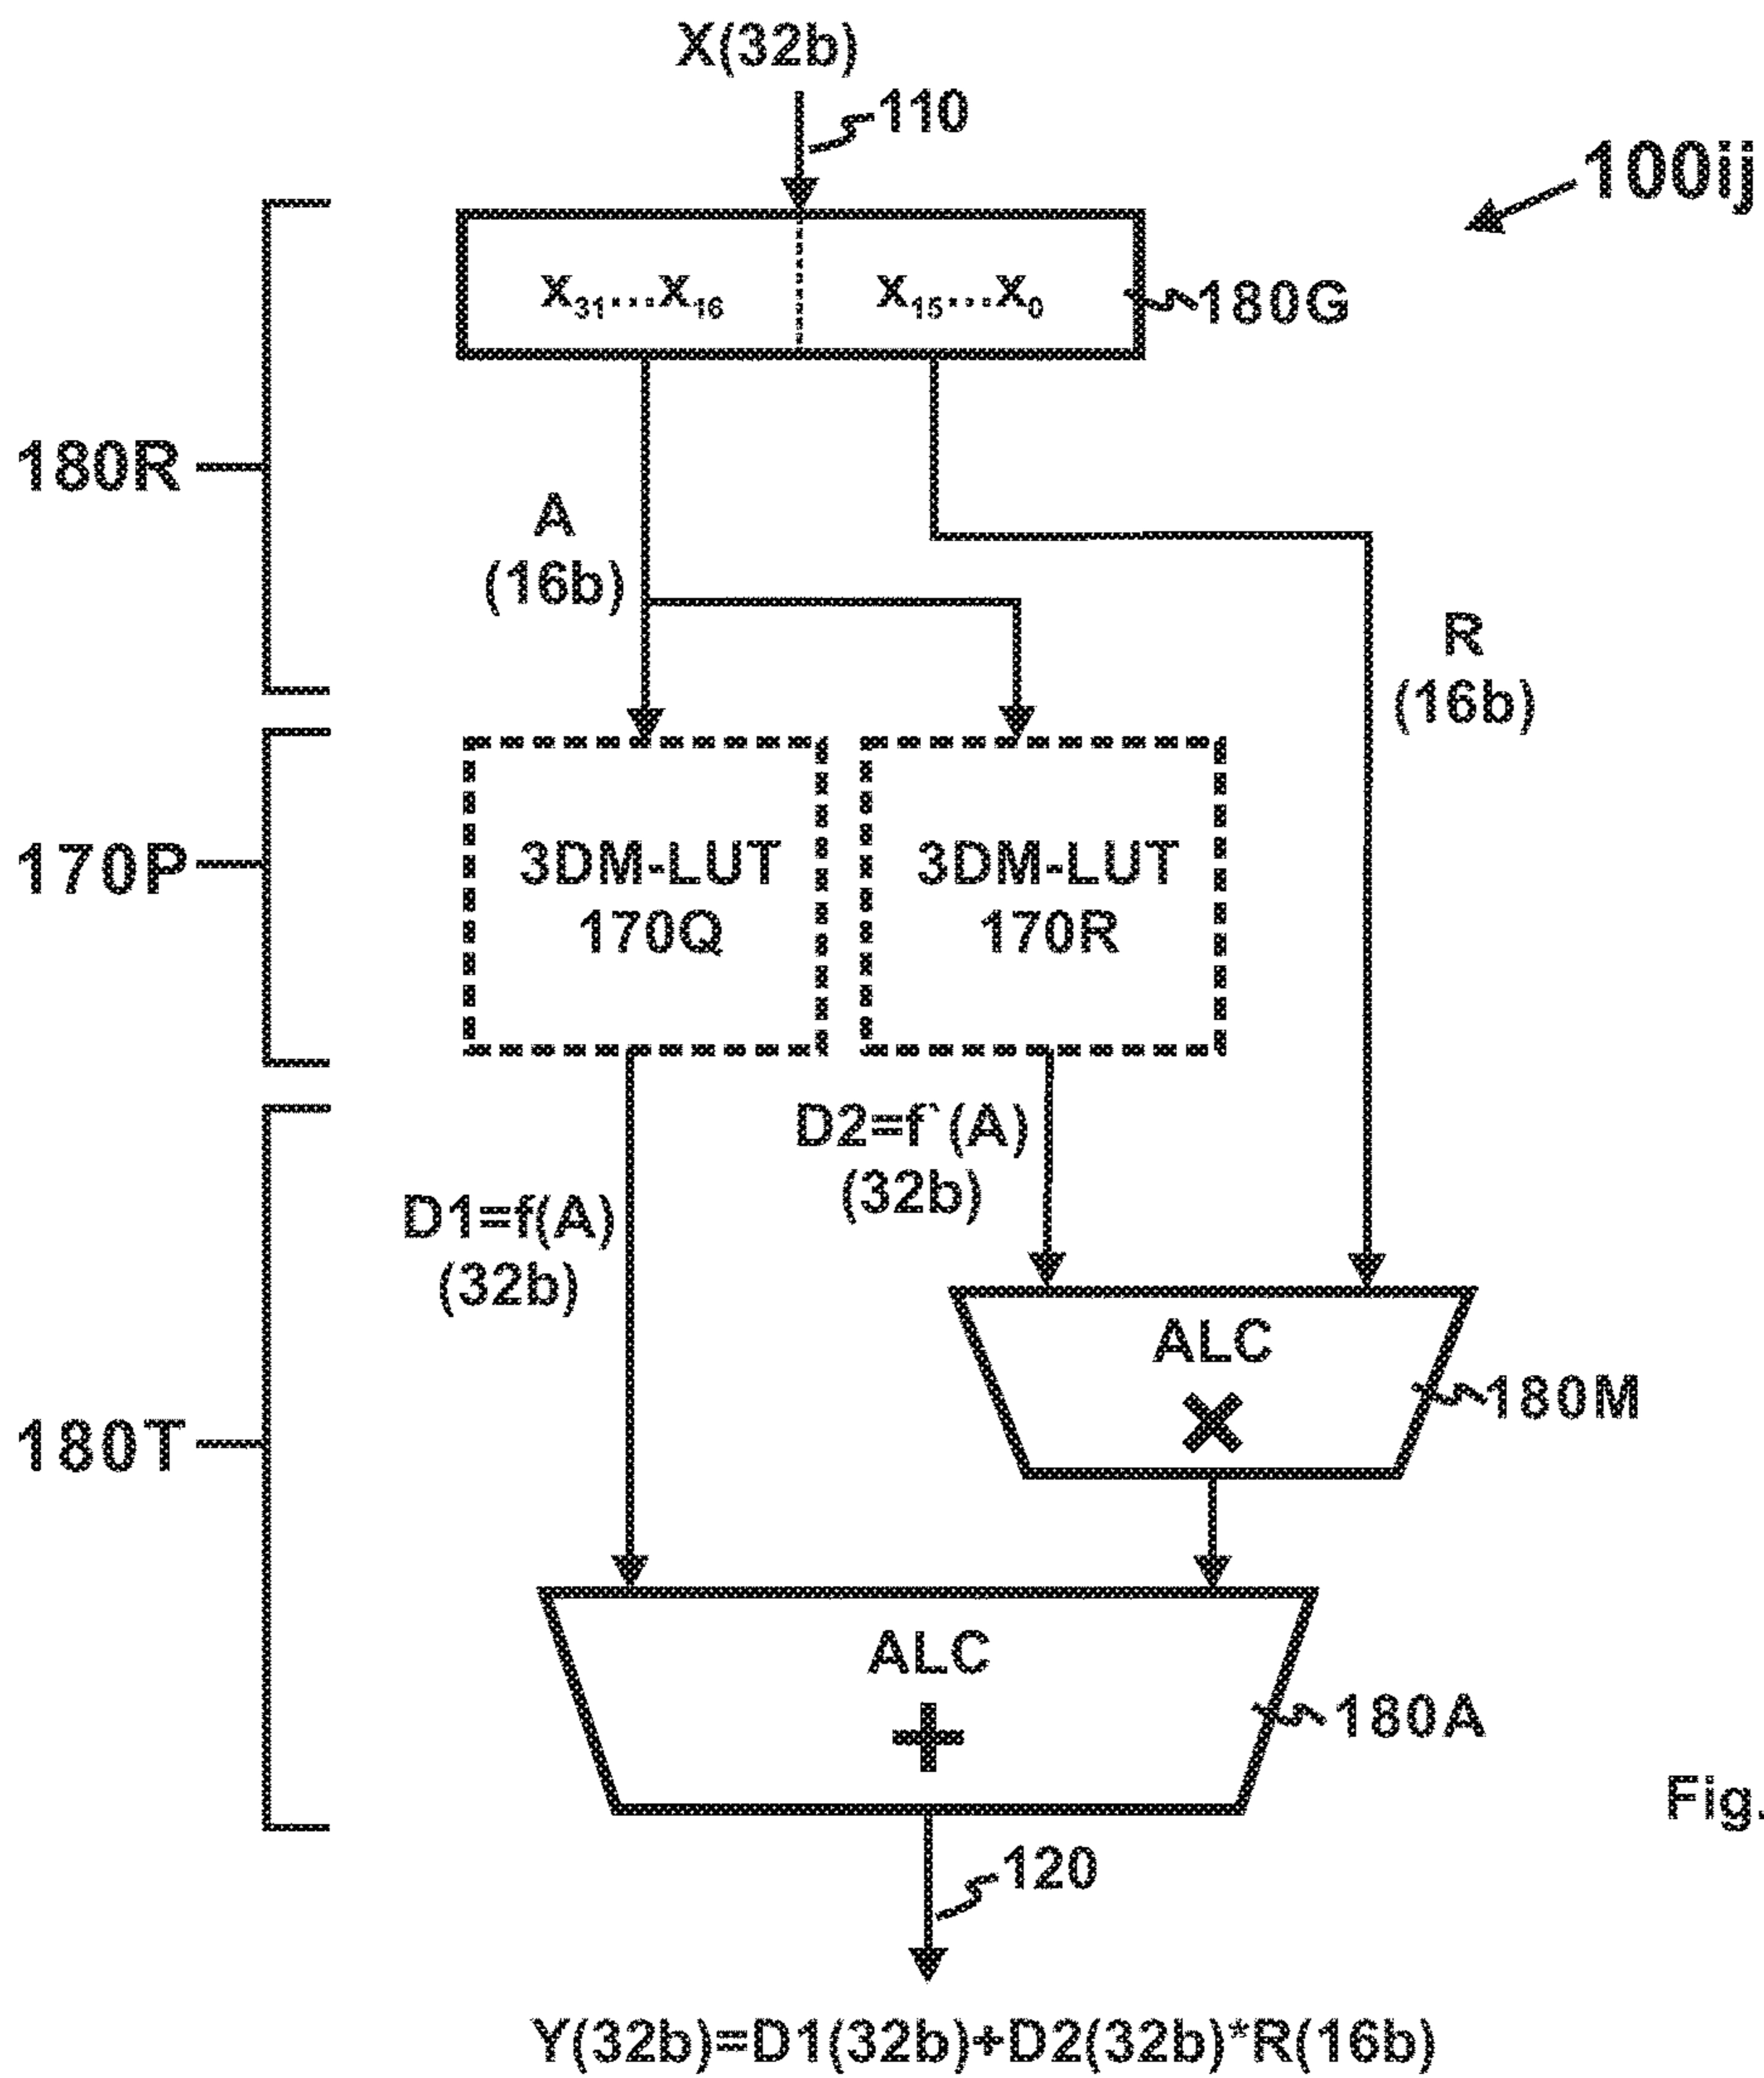 X(32b)
110
100ij
X31...X16
X15...X0
180G
180R
A
(16b)
R
(16b)
170P
3DM-LUT
170Q
3DM-LUT
170R
D2=f`(A)
(32b)
D1=f(A)
(32b)
ALC
×
180M
180T
ALC
+
180A
Fig.
120
Y(32b)=D1(32b)+D2(32b)*R(16b)